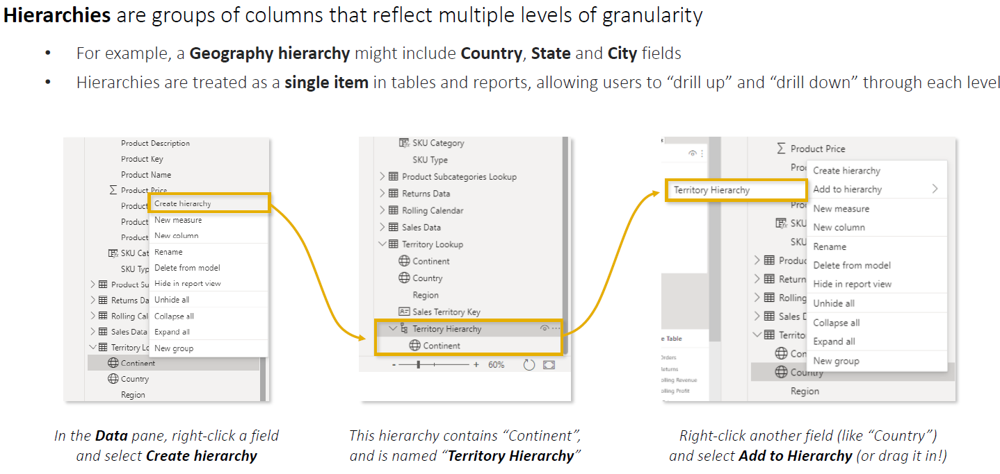 Hierarchies are groups of columns that reflect multiple levels of granularity
• For example, a Geography hierarchy might include Country, State and City fields
• Hierarchies are treated as a single item in tables and reports, allowing users to “drill up” and “drill down” through each level
Product Description
Product Key
Product Name
Product Price
Product
Product
Product
SKU Cat
SKU Typ
Product Su
Returns Da
Rolling Cal
Sales Data
Territory Lo
Continent
Country
Region
Create hierarchy
New measure
New column
Rename
Delete from model
Hide in report view
Unhide all
Collapse all
Expand all
New group
SKU Category
SKU Type
Product Subcategories Lookup
Returns Data
Rolling Calendar
Sales Data
Territory Lookup
Continent
Country
Region
Sales Territory Key
Territory Hierarchy
Continent
- + 60%
Territory Hierarchy
e Table
Orders
Returns
olling Revenue
olling Profit
Product Price
Proc
Proc
SKU
SKU
Produc
Return
Rolling
Sales D
Territo
Con
Country
Region
Create hierarchy
Add to hierarchy
New measure
New column
Rename
Delete from model
Hide in report view
Unhide all
Collapse all
Expand all
New group
In the Data pane, right-click a field
and select Create hierarchy
This hierarchy contains “Continent”,
and is named “Territory Hierarchy”
Right-click another field (like “Country”)
and select Add to Hierarchy (or drag it in!)